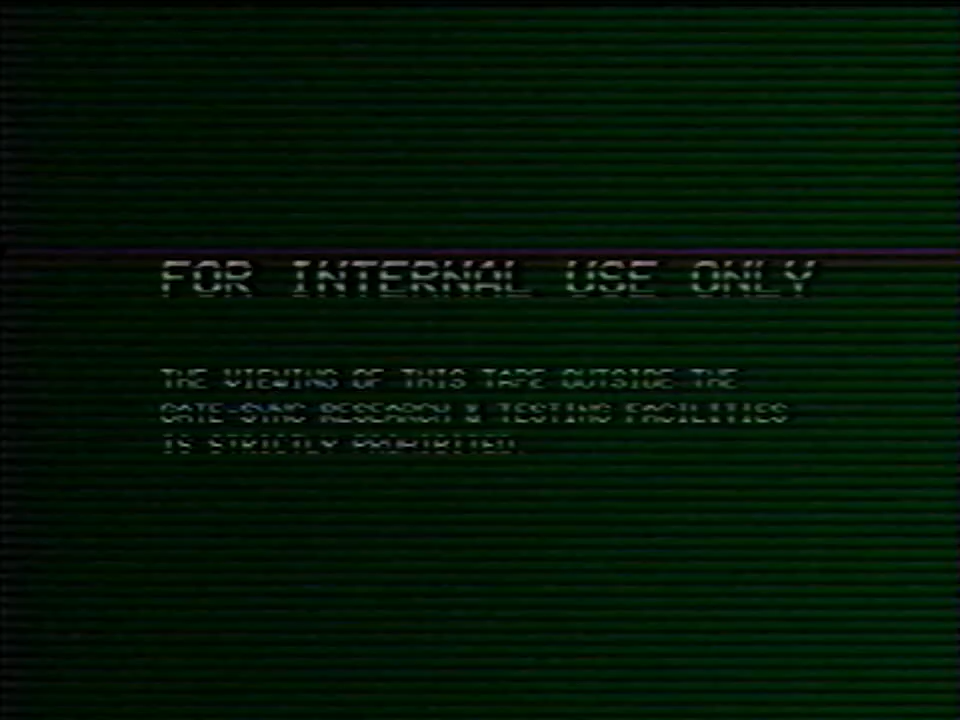 FOR INTERNAL USE ONLY
THE VIEWING OF THIS TAPE OUTSIDE THE
GATE-SYNC RESEARCH & TESTING FACILITIES
IS STRICTLY PROHIBITED.